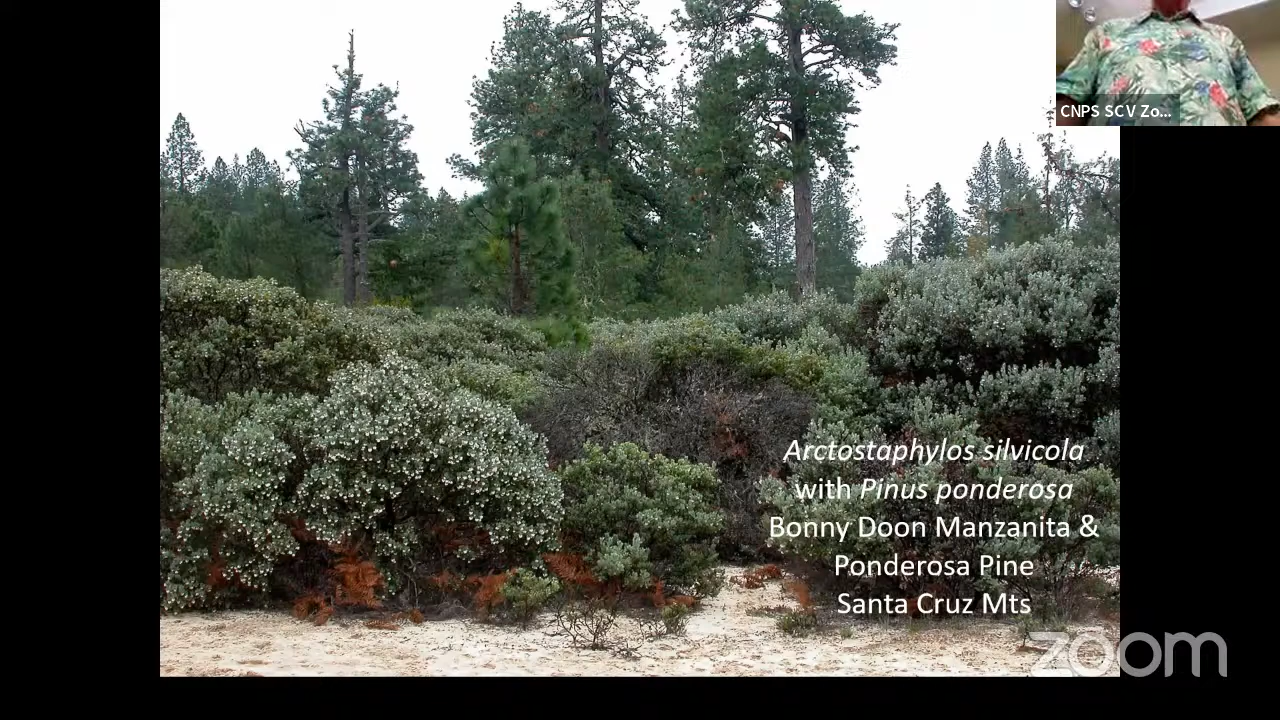 CNPS SCV Zo...
Arctostaphylos silvicola
with Pinus ponderosa
Bonny Doon Manzanita &
Ponderosa Pine
Santa Cruz Mts
zoom